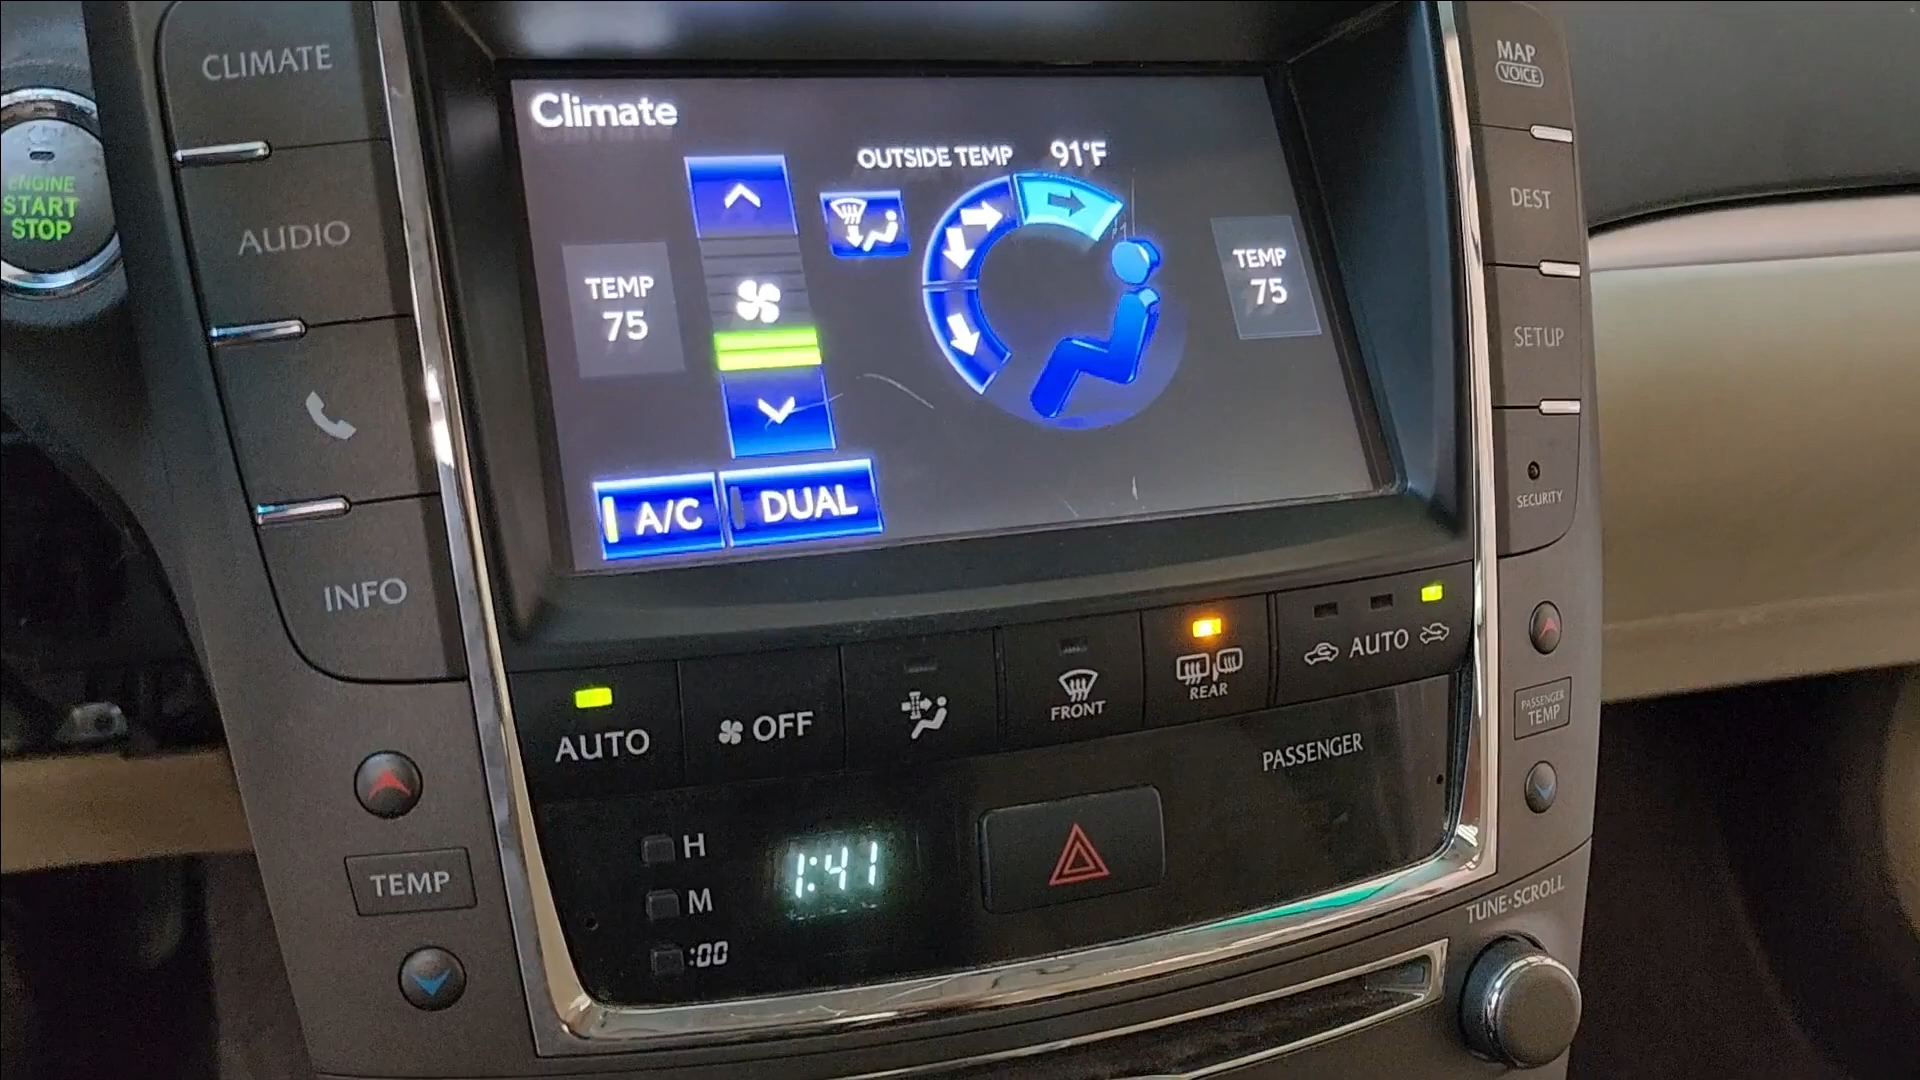 CLIMATE
AUDIO
INFO
ENGINE
START
STOP
Climate
OUTSIDE TEMP 91°F
TEMP
75
TEMP
75
A/C
DUAL
MAP
VOICE
DEST
SETUP
SECURITY
AUTO
OFF
FRONT
REAR
AUTO
PASSENGER
TEMP
PASSENGER
TEMP
H
M
:00
1:41
TUNE·SCROLL